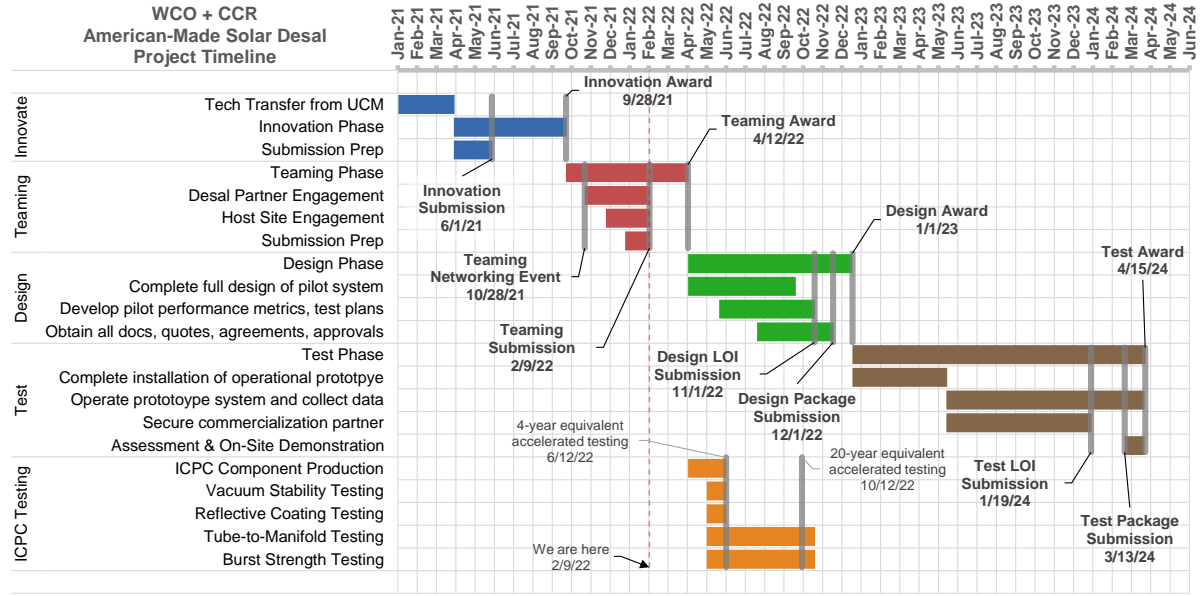 WCO + CCR
American-Made Solar Desal
Project Timeline
Jan-21
Feb-21
Mar-21
Apr-21
May-21
Jun-21
Jul-21
Aug-21
Sep-21
Oct-21
Nov-21
Dec-21
Jan-22
Feb-22
Mar-22
Apr-22
May-22
Jun-22
Jul-22
Aug-22
Sep-22
Oct-22
Nov-22
Dec-22
Jan-23
Feb-23
Mar-23
Apr-23
May-23
Jun-23
Jul-23
Aug-23
Sep-23
Oct-23
Nov-23
Dec-23
Jan-24
Feb-24
Mar-24
Apr-24
May-24
Jun-24
Innovate
Tech Transfer from UCM
Innovation Phase
Submission Prep
Innovation Award
9/28/21
Innovation
Submission
6/1/21
Teaming
Teaming Phase
Desal Partner Engagement
Host Site Engagement
Submission Prep
Teaming Award
4/12/22
Teaming
Networking Event
10/28/21
Teaming
Submission
2/9/22
Design
Design Phase
Complete full design of pilot system
Develop pilot performance metrics, test plans
Obtain all docs, quotes, agreements, approvals
Design Award
1/1/23
Design LOI
Submission
11/1/22
Design Package
Submission
12/1/22
Test
Test Phase
Complete installation of operational prototpye
Operate prototoype system and collect data
Secure commercialization partner
Assessment & On-Site Demonstration
Test Award
4/15/24
Test LOI
Submission
1/19/24
Test Package
Submission
3/13/24
ICPC Testing
ICPC Component Production
Vacuum Stability Testing
Reflective Coating Testing
Tube-to-Manifold Testing
Burst Strength Testing
4-year equivalent
accelerated testing
6/12/22
20-year equivalent
accelerated testing
10/12/22
We are here
2/9/22